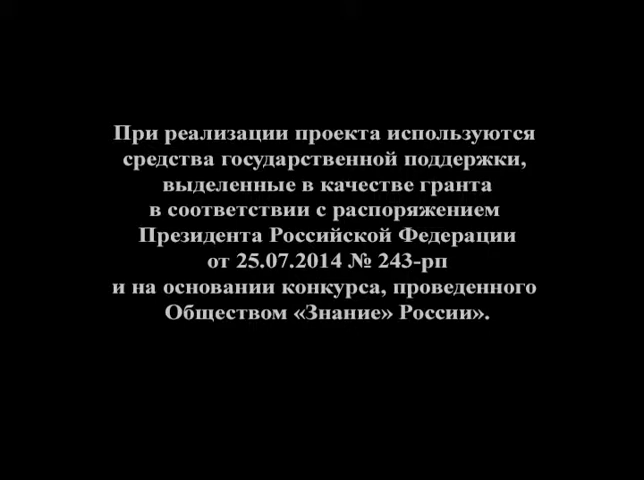 При реализации проекта используются
средства государственной поддержки,
выделенные в качестве гранта
в соответствии с распоряжением
Президента Российской Федерации
от 25.07.2014 № 243-рп
и на основании конкурса, проведенного
Обществом «Знание» России».